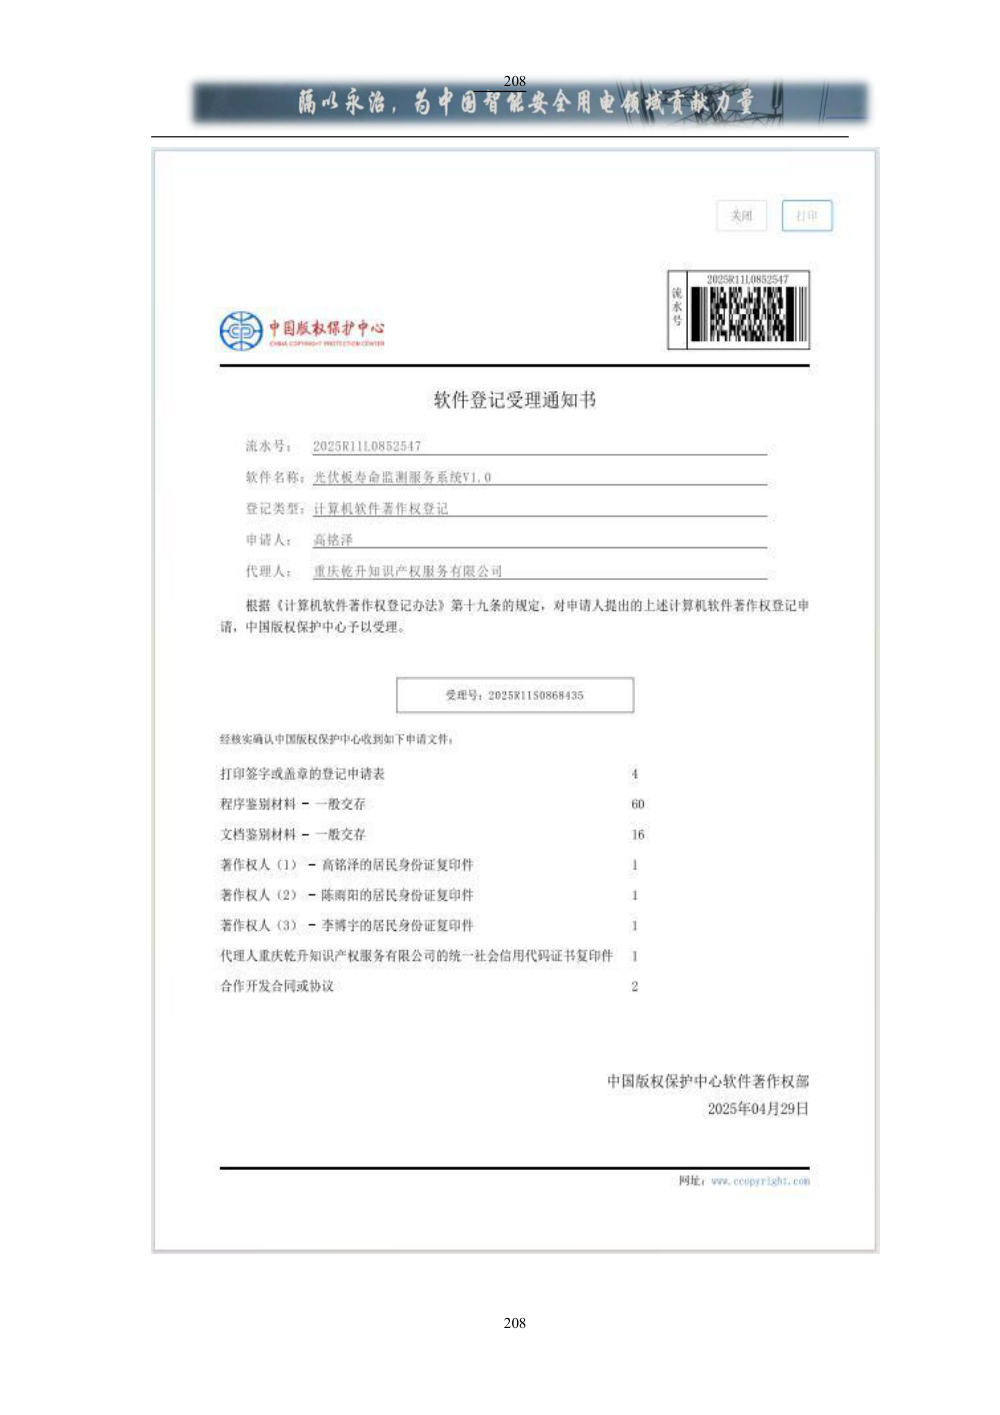 208
隔以永治，为中国智能安全用电领域贡献力量
关闭 打印
2025R11L0852547
流水号
中国版权保护中心
CHINA COPYRIGHT PROTECTION CENTER
软件登记受理通知书
流水号： 2025R11L0852547
软件名称：光伏板寿命监测服务系统V1.0
登记类型：计算机软件著作权登记
申请人： 高铭泽
代理人： 重庆乾升知识产权服务有限公司
根据《计算机软件著作权登记办法》第十九条的规定，对申请人提出的上述计算机软件著作权登记申
请，中国版权保护中心予以受理。
受理号：2025R11S0868435
经核实确认中国版权保护中心收到如下申请文件：
打印签字或盖章的登记申请表 4
程序鉴别材料 - 一般交存 60
文档鉴别材料 - 一般交存 16
著作权人（1） - 高铭泽的居民身份证复印件 1
著作权人（2） - 陈雨阳的居民身份证复印件 1
著作权人（3） - 李博宇的居民身份证复印件 1
代理人重庆乾升知识产权服务有限公司的统一社会信用代码证书复印件 1
合作开发合同或协议 2
中国版权保护中心软件著作权部
2025年04月29日
网址：www.ccopyright.com
208